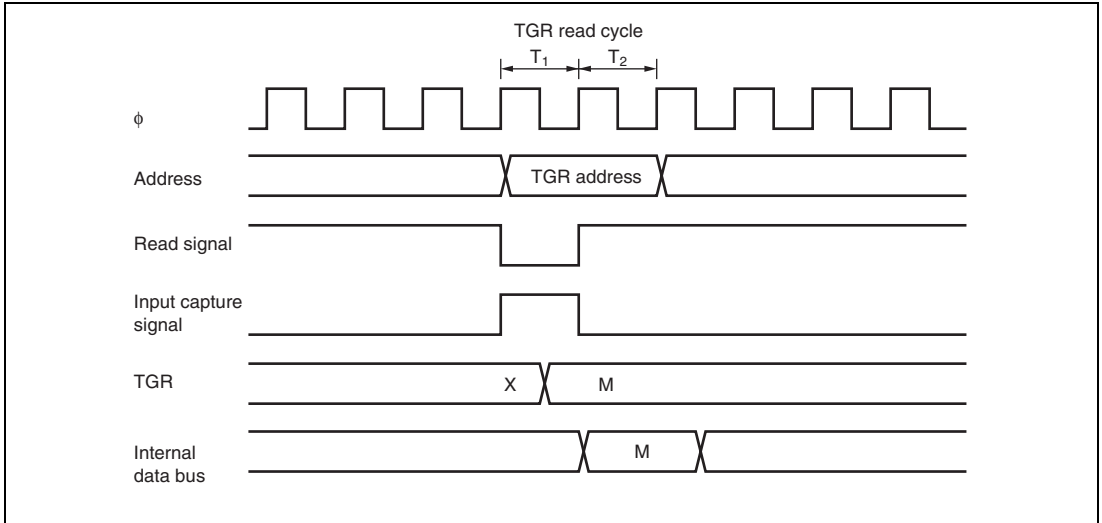 TGR read cycle
T1 T2
ϕ
Address
TGR address
Read signal
Input capture
signal
TGR
X M
Internal
data bus
M